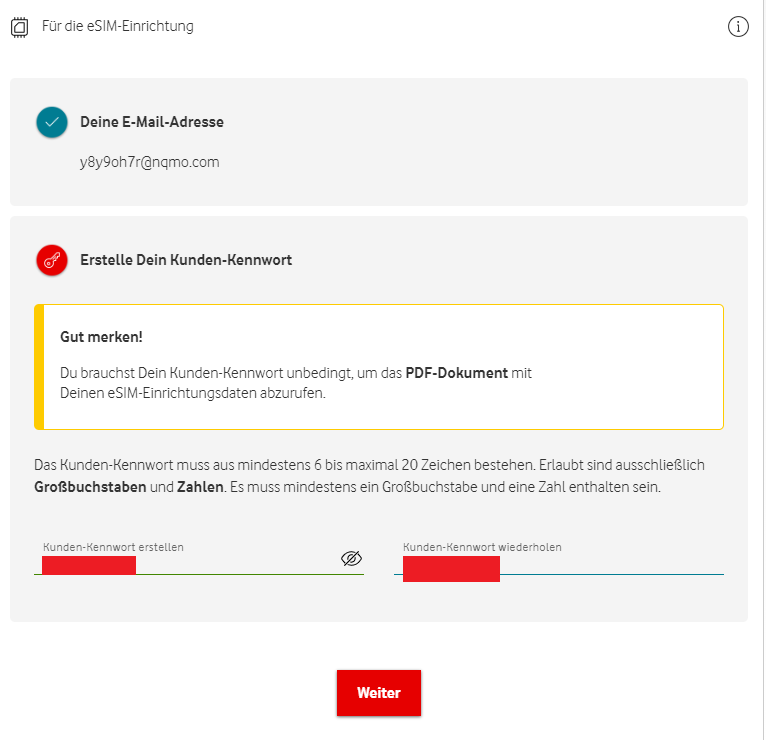 Für die eSIM-Einrichtung
Deine E-Mail-Adresse
y8y9oh7r@nqmo.com
Erstelle Dein Kunden-Kennwort
Gut merken!
Du brauchst Dein Kunden-Kennwort unbedingt, um das PDF-Dokument mit
Deinen eSIM-Einrichtungsdaten abzurufen.
Das Kunden-Kennwort muss aus mindestens 6 bis maximal 20 Zeichen bestehen. Erlaubt sind ausschließlich
Großbuchstaben und Zahlen. Es muss mindestens ein Großbuchstabe und eine Zahl enthalten sein.
Kunden-Kennwort erstellen
Kunden-Kennwort wiederholen
Weiter